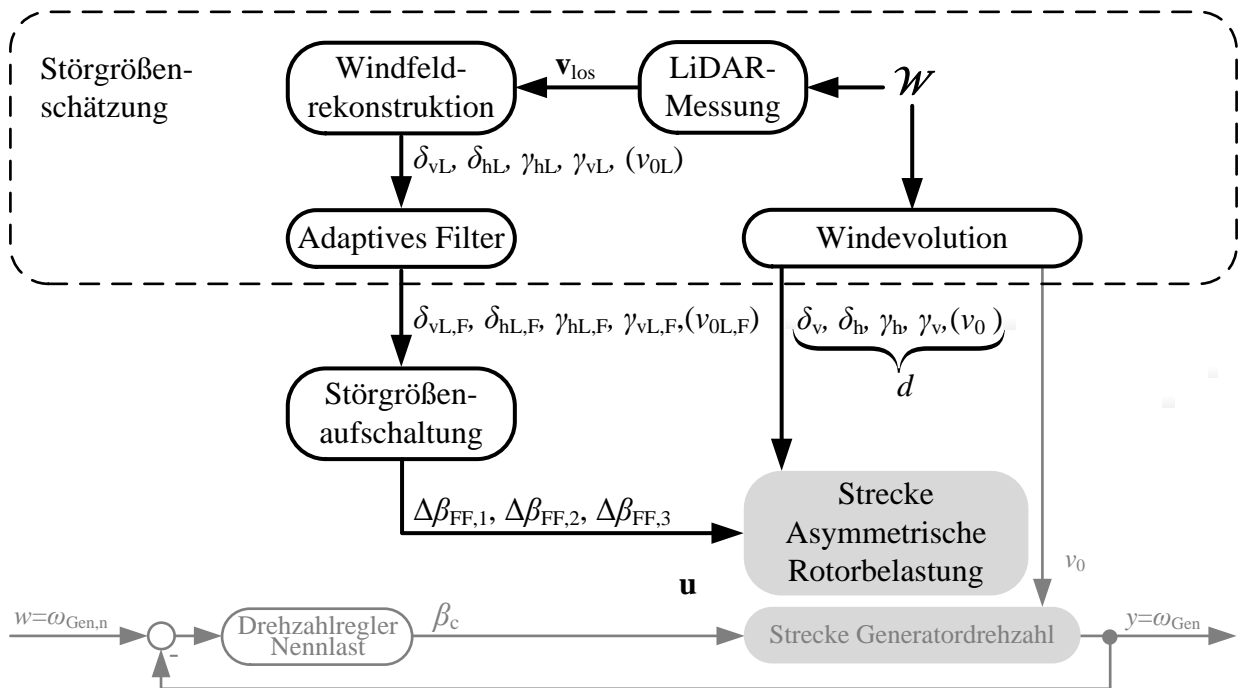 Störgrößen-
schätzung
Windfeld-
rekonstruktion
v_los
LiDAR-
Messung
𝒲
δ_vL, δ_hL, γ_hL, γ_vL, (v_0L)
Adaptives Filter
Windevolution
δ_vL,F, δ_hL,F, γ_hL,F, γ_vL,F,(v_0L,F)
δ_v, δ_h, γ_h, γ_v,(v_0 )
d
Störgrößen-
aufschaltung
Δβ_FF,1, Δβ_FF,2, Δβ_FF,3
Strecke
Asymmetrische
Rotorbelastung
v_0
u
w=ω_Gen,n
-
Drehzahlregler
Nennlast
β_c
Strecke Generatordrehzahl
y=ω_Gen